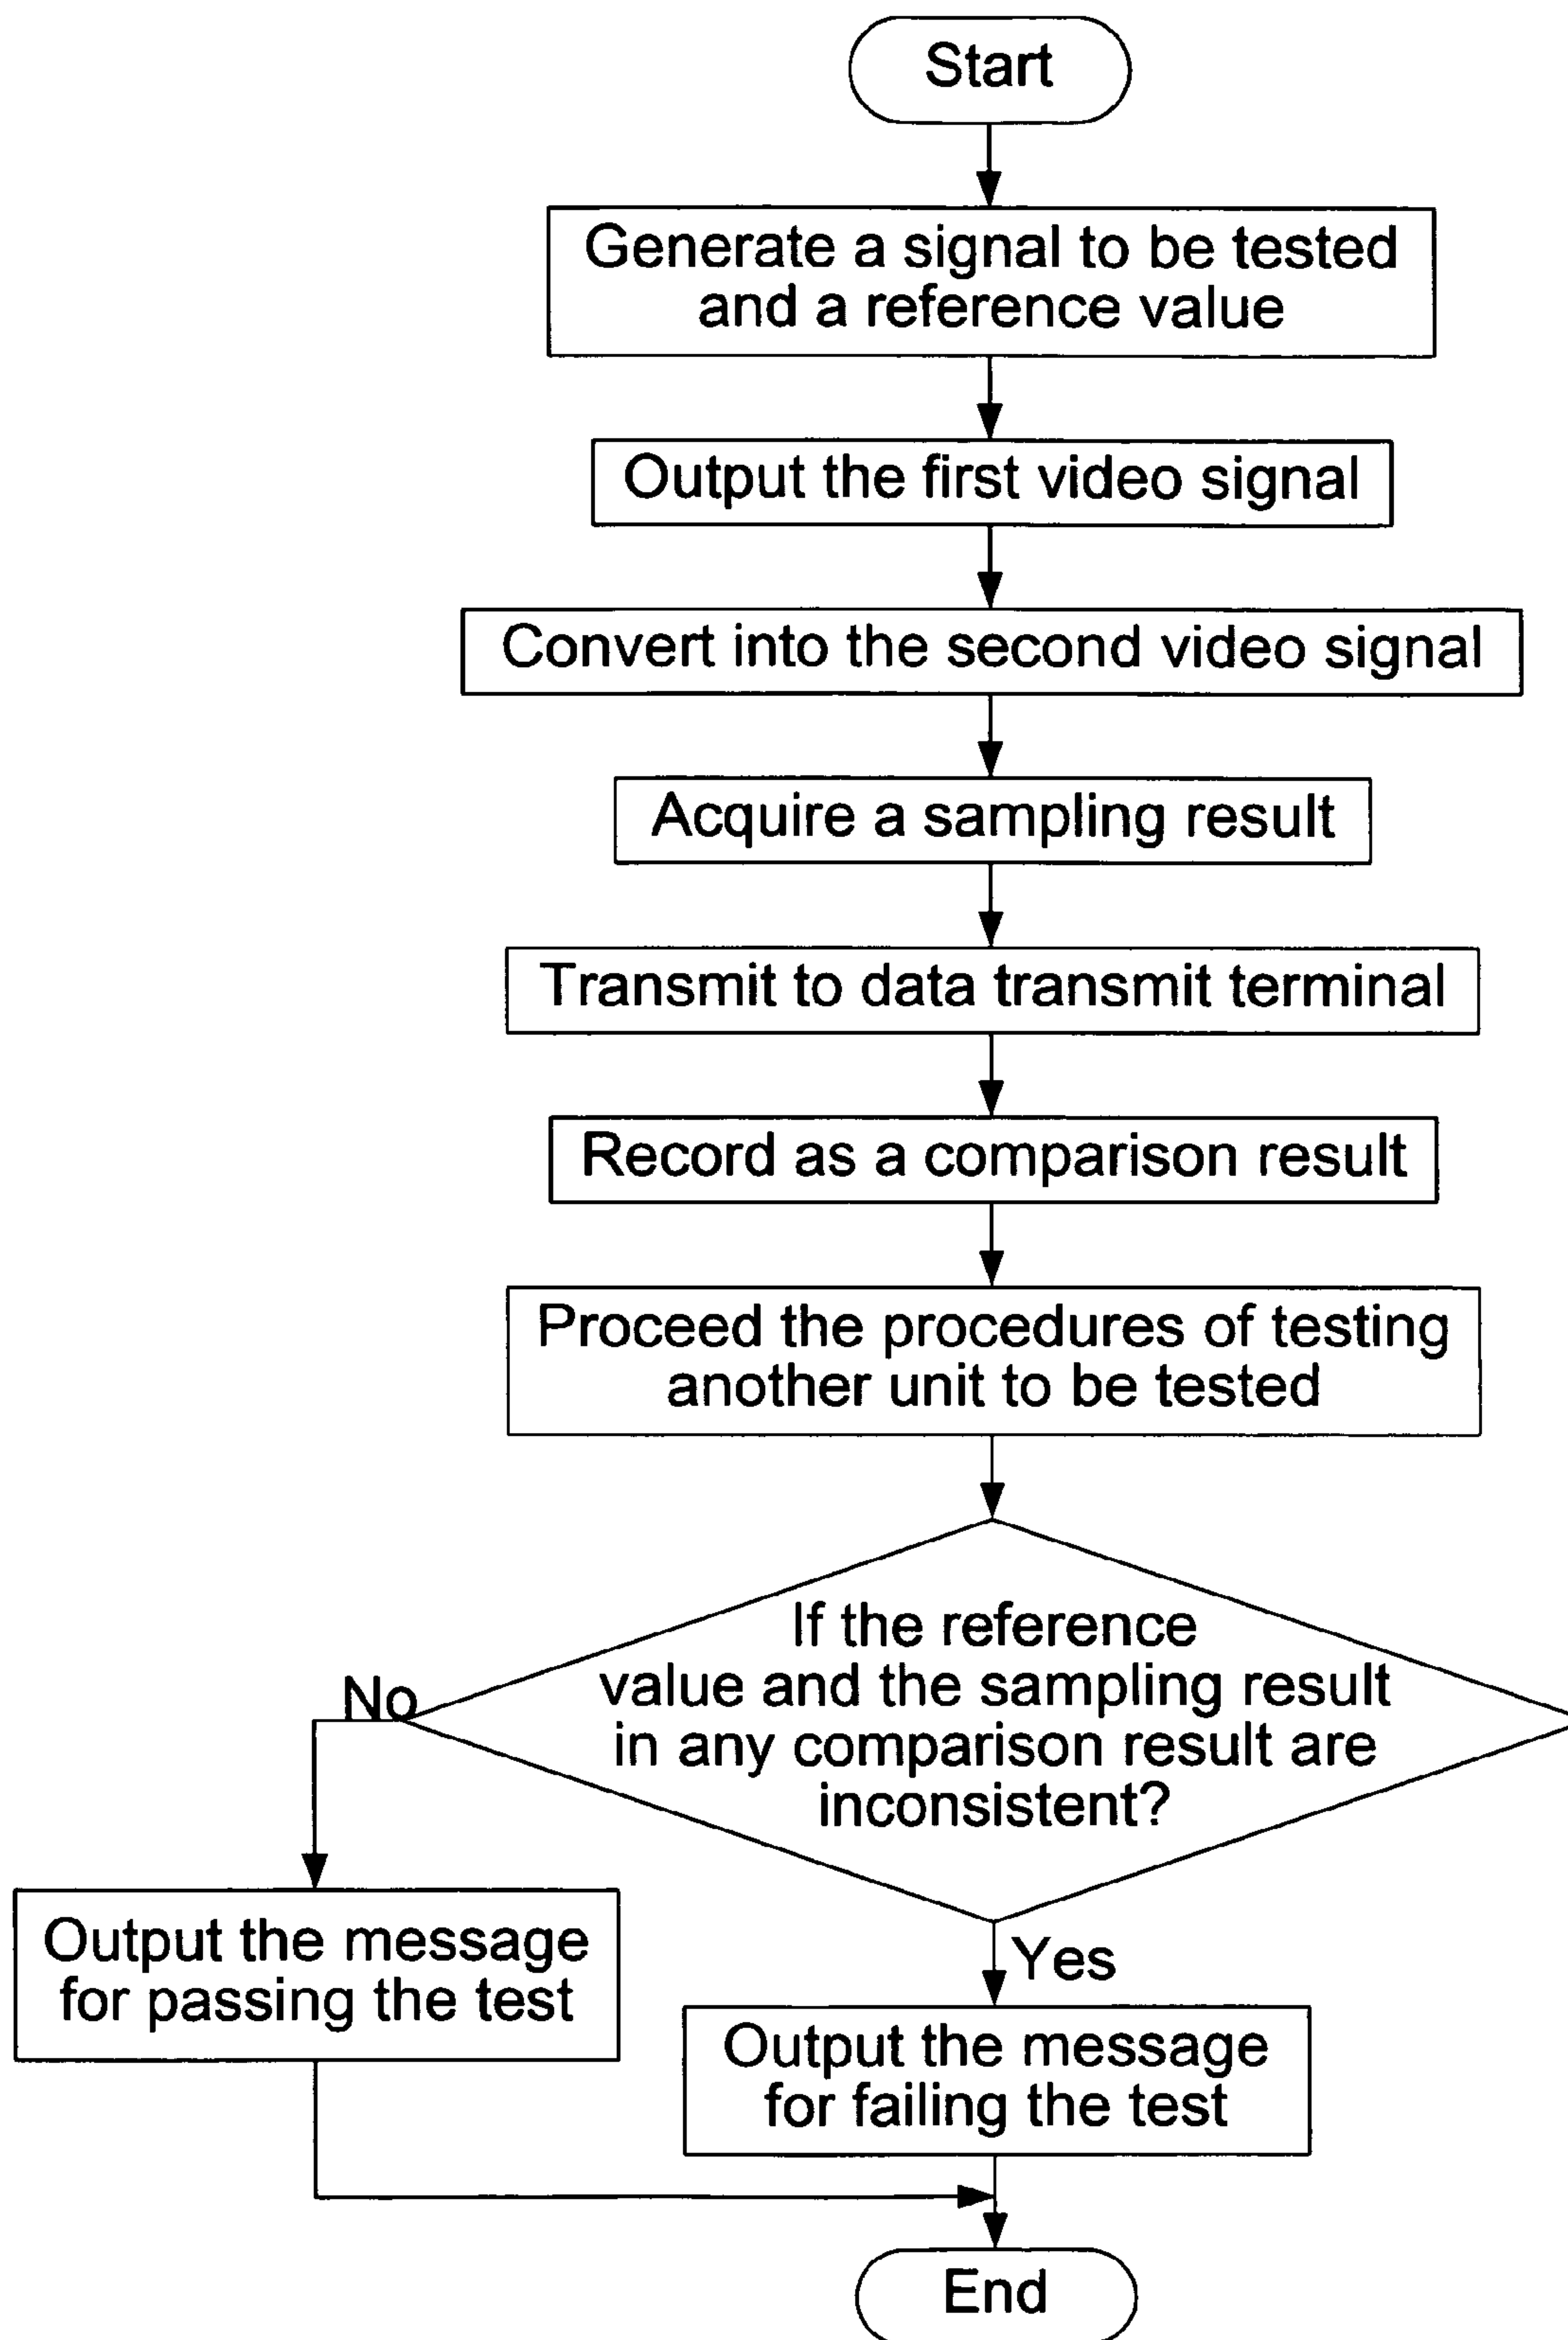 Start
Generate a signal to be tested
and a reference value
Output the first video signal
Convert into the second video signal
Acquire a sampling result
Transmit to data transmit terminal
Record as a comparison result
Proceed the procedures of testing
another unit to be tested
If the reference
value and the sampling result
in any comparison result are
inconsistent?
No
Output the message
for passing the test
Yes
Output the message
for failing the test
End